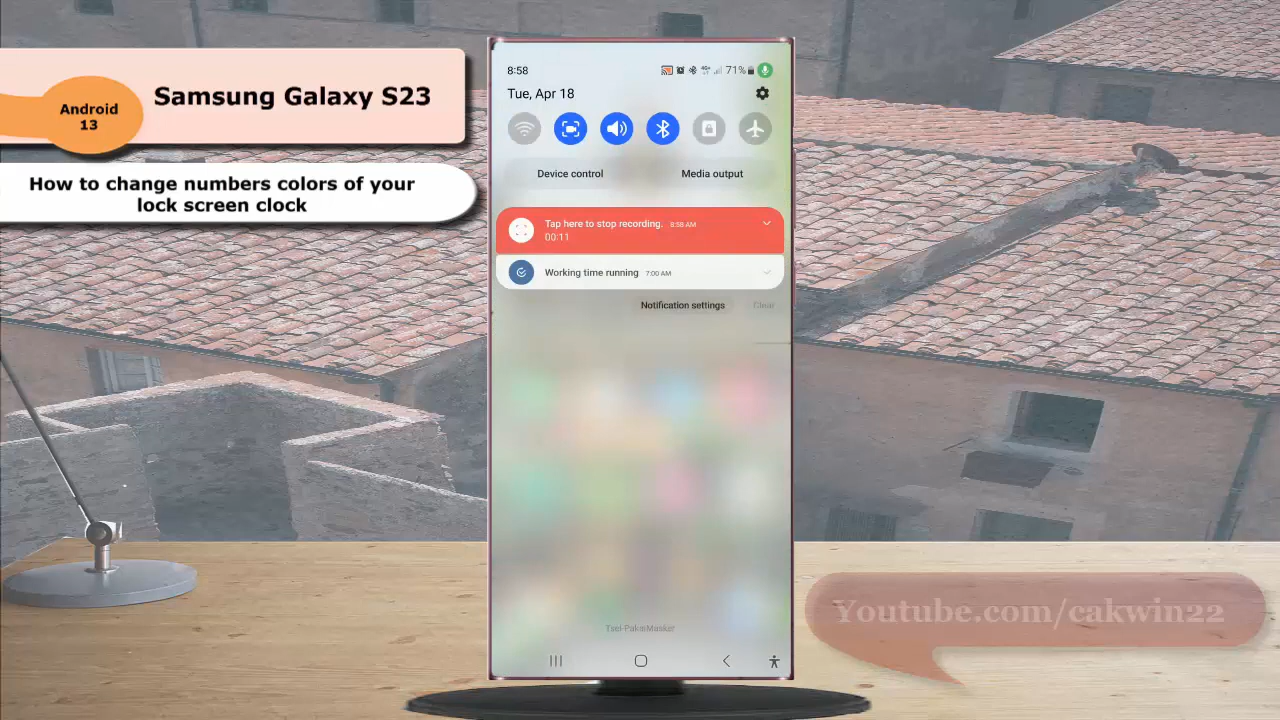 Android
13
Samsung Galaxy S23
How to change numbers colors of your
lock screen clock
8:58
71%
Tue, Apr 18
Device control
Media output
Tap here to stop recording. 8:58 AM
00:11
Working time running 7:00 AM
Notification settings
Clear
Tsel-PakaiMasker
Youtube.com/cakwin22